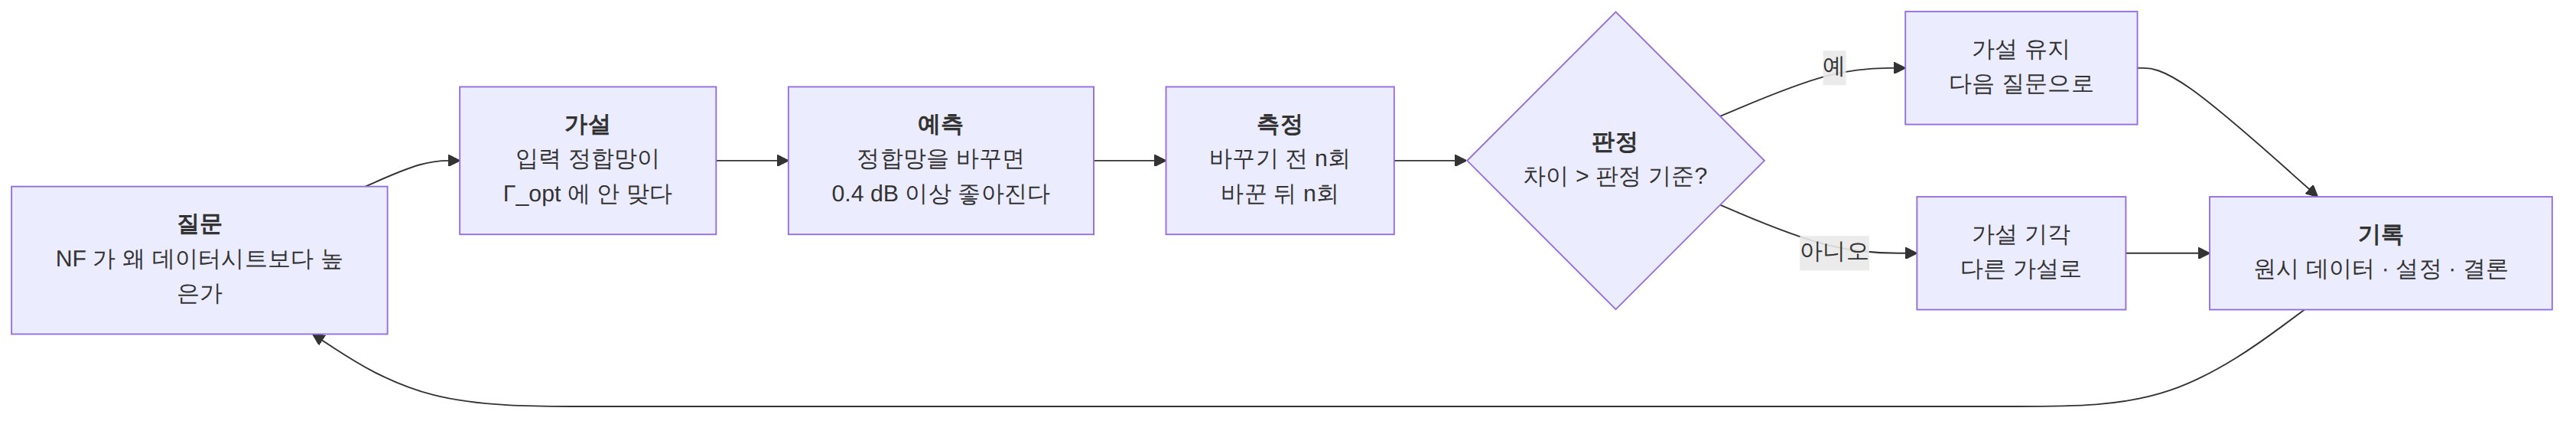 질문
NF 가 왜 데이터시트보다 높
은가
가설
입력 정합망이
Γ_opt 에 안 맞다
예측
정합망을 바꾸면
0.4 dB 이상 좋아진다
측정
바꾸기 전 n회
바꾼 뒤 n회
판정
차이 > 판정 기준?
예
아니오
가설 유지
다음 질문으로
가설 기각
다른 가설로
기록
원시 데이터 · 설정 · 결론